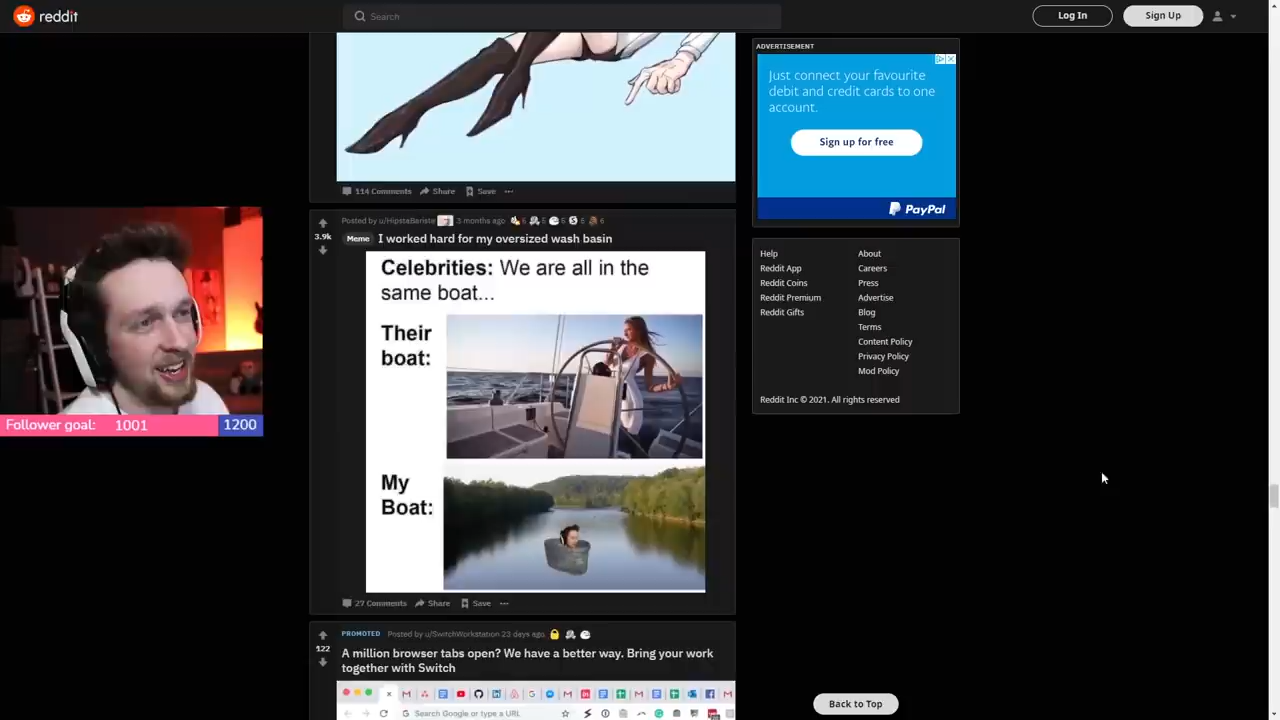 reddit
Search
Log In
Sign Up
ADVERTISEMENT
Just connect your favourite
debit and credit cards to one
account.
Sign up for free
PayPal
114 Comments
Share
Save
Posted by u/HipstaBarista
3 months ago
6
5
6
5
6
3.9k
Meme
I worked hard for my oversized wash basin
Celebrities: We are all in the
same boat...
Their
boat:
My
Boat:
27 Comments
Share
Save
Help
About
Reddit App
Careers
Reddit Coins
Press
Reddit Premium
Advertise
Reddit Gifts
Blog
Terms
Content Policy
Privacy Policy
Mod Policy
Reddit Inc © 2021. All rights reserved
Follower goal:
1001
1200
PROMOTED
Posted by u/SwitchWorkstation 23 days ago
122
A million browser tabs open? We have a better way. Bring your work
together with Switch
Search Google or type a URL
Back to Top